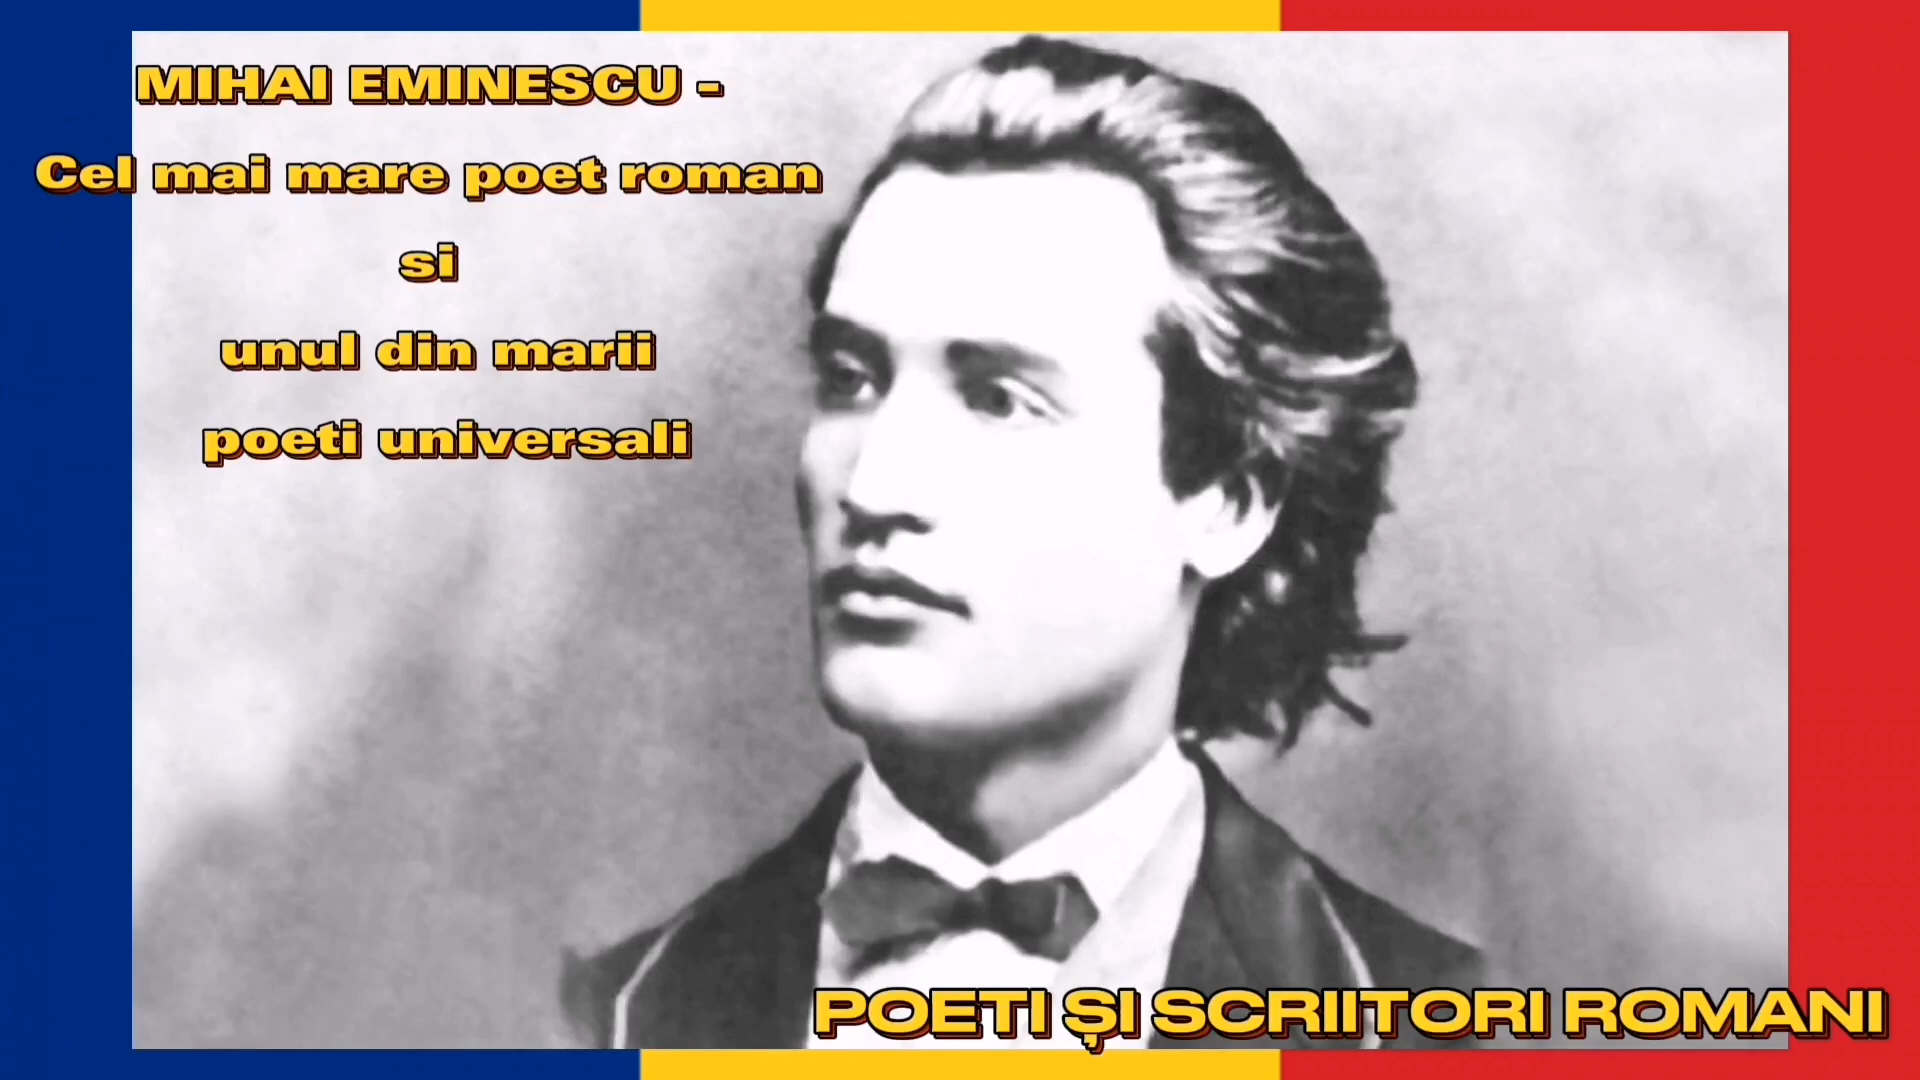 MIHAI EMINESCU -
Cel mai mare poet roman
si
unul din marii
poeti universali
POETI ȘI SCRIITORI ROMANI